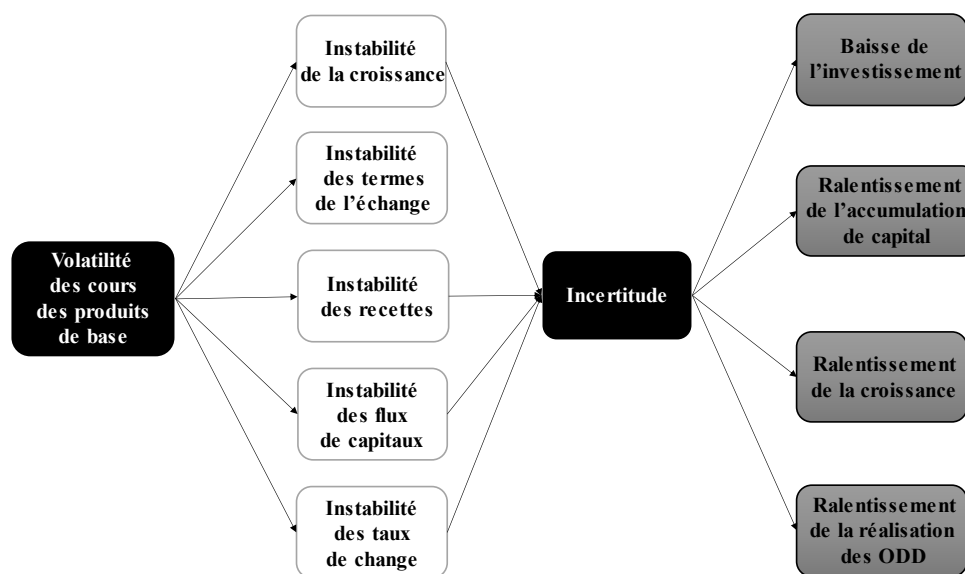 Volatilité
des cours
des produits
de base
Instabilité
de la croissance
Instabilité
des termes
de l’échange
Instabilité
des recettes
Instabilité
des flux
de capitaux
Instabilité
des taux
de change
Incertitude
Baisse de
l’investissement
Ralentissement
de l’accumulation
de capital
Ralentissement
de la croissance
Ralentissement
de la réalisation
des ODD